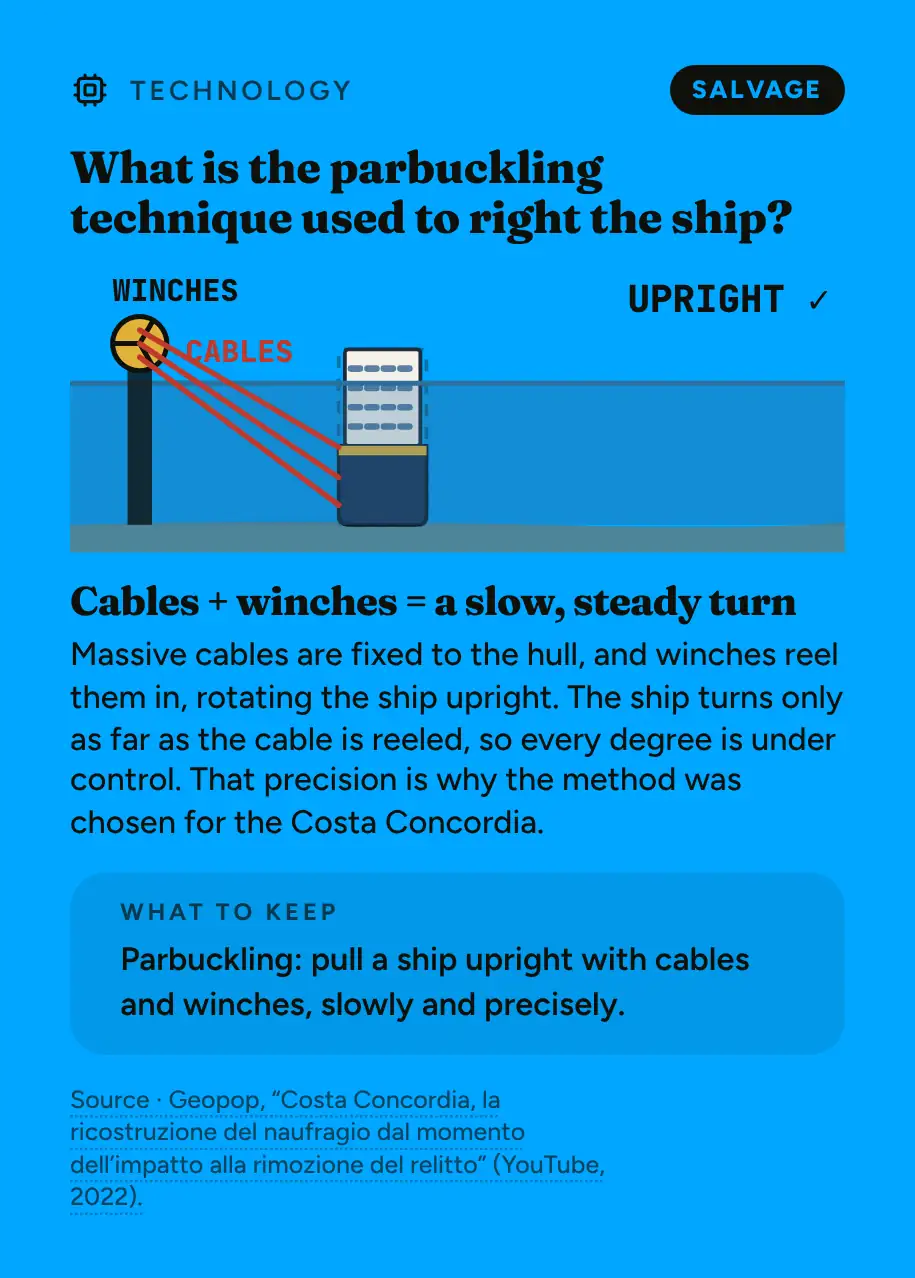 TECHNOLOGY
SALVAGE
What is the parbuckling
technique used to right the ship?
WINCHES
UPRIGHT ✓
CABLES
Cables + winches = a slow, steady turn
Massive cables are fixed to the hull, and winches reel
them in, rotating the ship upright. The ship turns only
as far as the cable is reeled, so every degree is under
control. That precision is why the method was
chosen for the Costa Concordia.
WHAT TO KEEP
Parbuckling: pull a ship upright with cables
and winches, slowly and precisely.
Source · Geopop, “Costa Concordia, la
ricostruzione del naufragio dal momento
dell’impatto alla rimozione del relitto” (YouTube,
2022).